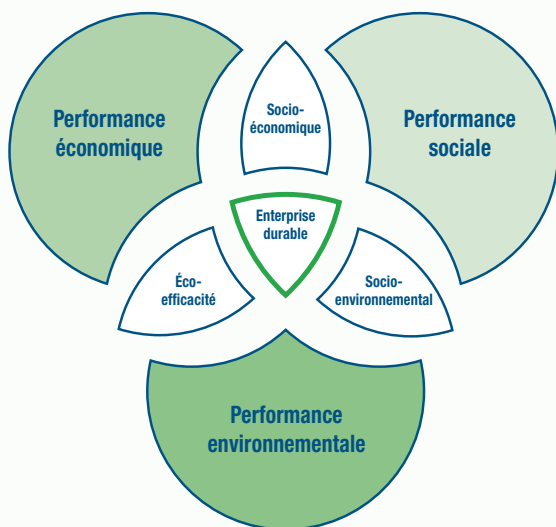 Performance
économique
Socio-
économique
Performance
sociale
Enterprise
durable
Éco-
efficacité
Socio-
environnemental
Performance
environnementale